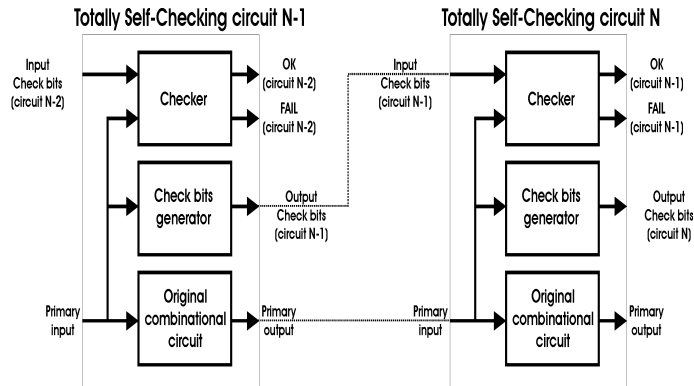 Totally Self-Checking circuit N-1
Input
Check bits
(circuit N-2)
Checker
OK
(circuit N-2)
FAIL
(circuit N-2)
Check bits
generator
Output
Check bits
(circuit N-1)
Primary
input
Original
combinational
circuit
Primary
output
Totally Self-Checking circuit N
Input
Check bits
(circuit N-1)
Checker
OK
(circuit N-1)
FAIL
(circuit N-1)
Check bits
generator
Output
Check bits
(circuit N)
Primary
input
Original
combinational
circuit
Primary
output